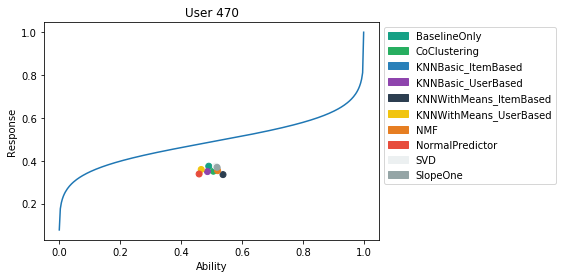 User 470
1.0
0.8
0.6
0.4
0.2
Response
0.0
0.2
0.4
0.6
0.8
1.0
Ability
BaselineOnly
CoClustering
KNNBasic_ItemBased
KNNBasic_UserBased
KNNWithMeans_ItemBased
KNNWithMeans_UserBased
NMF
NormalPredictor
SVD
SlopeOne